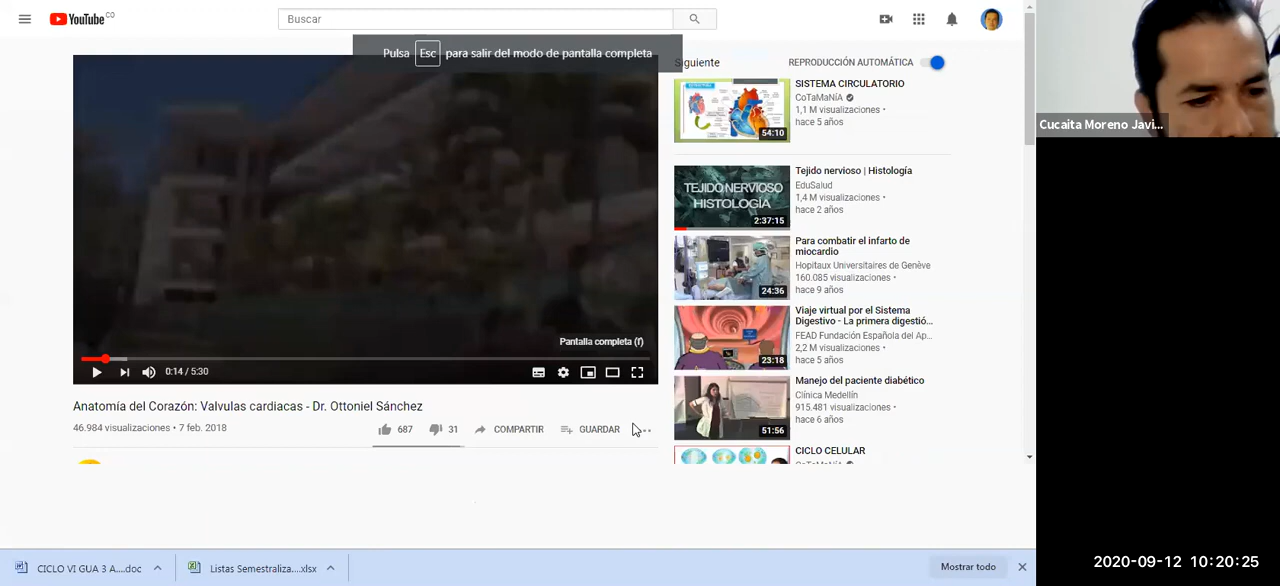 YouTube CO
Buscar
Pulsa Esc para salir del modo de pantalla completa
Siguiente
REPRODUCCIÓN AUTOMÁTICA
SISTEMA CIRCULATORIO
CoTaMaNiA
1,1 M visualizaciones •
hace 5 años
54:10
Cucaita Moreno Javi...
Tejido nervioso | Histología
EduSalud
1,4 M visualizaciones •
hace 2 años
TEJIDO NERVIOSO
HISTOLOGÍA
2:37:15
Para combatir el infarto de
miocardio
Hopitaux Universitaires de Genève
160.085 visualizaciones •
hace 9 años
24:36
Viaje virtual por el Sistema
Digestivo - La primera digestió...
FEAD Fundación Española del Ap...
2,2 M visualizaciones •
hace 5 años
23:18
Manejo del paciente diabético
Clínica Medellín
915.481 visualizaciones •
hace 6 años
51:56
CICLO CELULAR
Pantalla completa (f)
0:14 / 5:30
Anatomía del Corazón: Valvulas cardiacas - Dr. Ottoniel Sánchez
46.984 visualizaciones • 7 feb. 2018
687
31
COMPARTIR
GUARDAR
CICLO VI GUA 3 A....doc
Listas Semestraliza....xlsx
Mostrar todo
2020-09-12 10:20:25